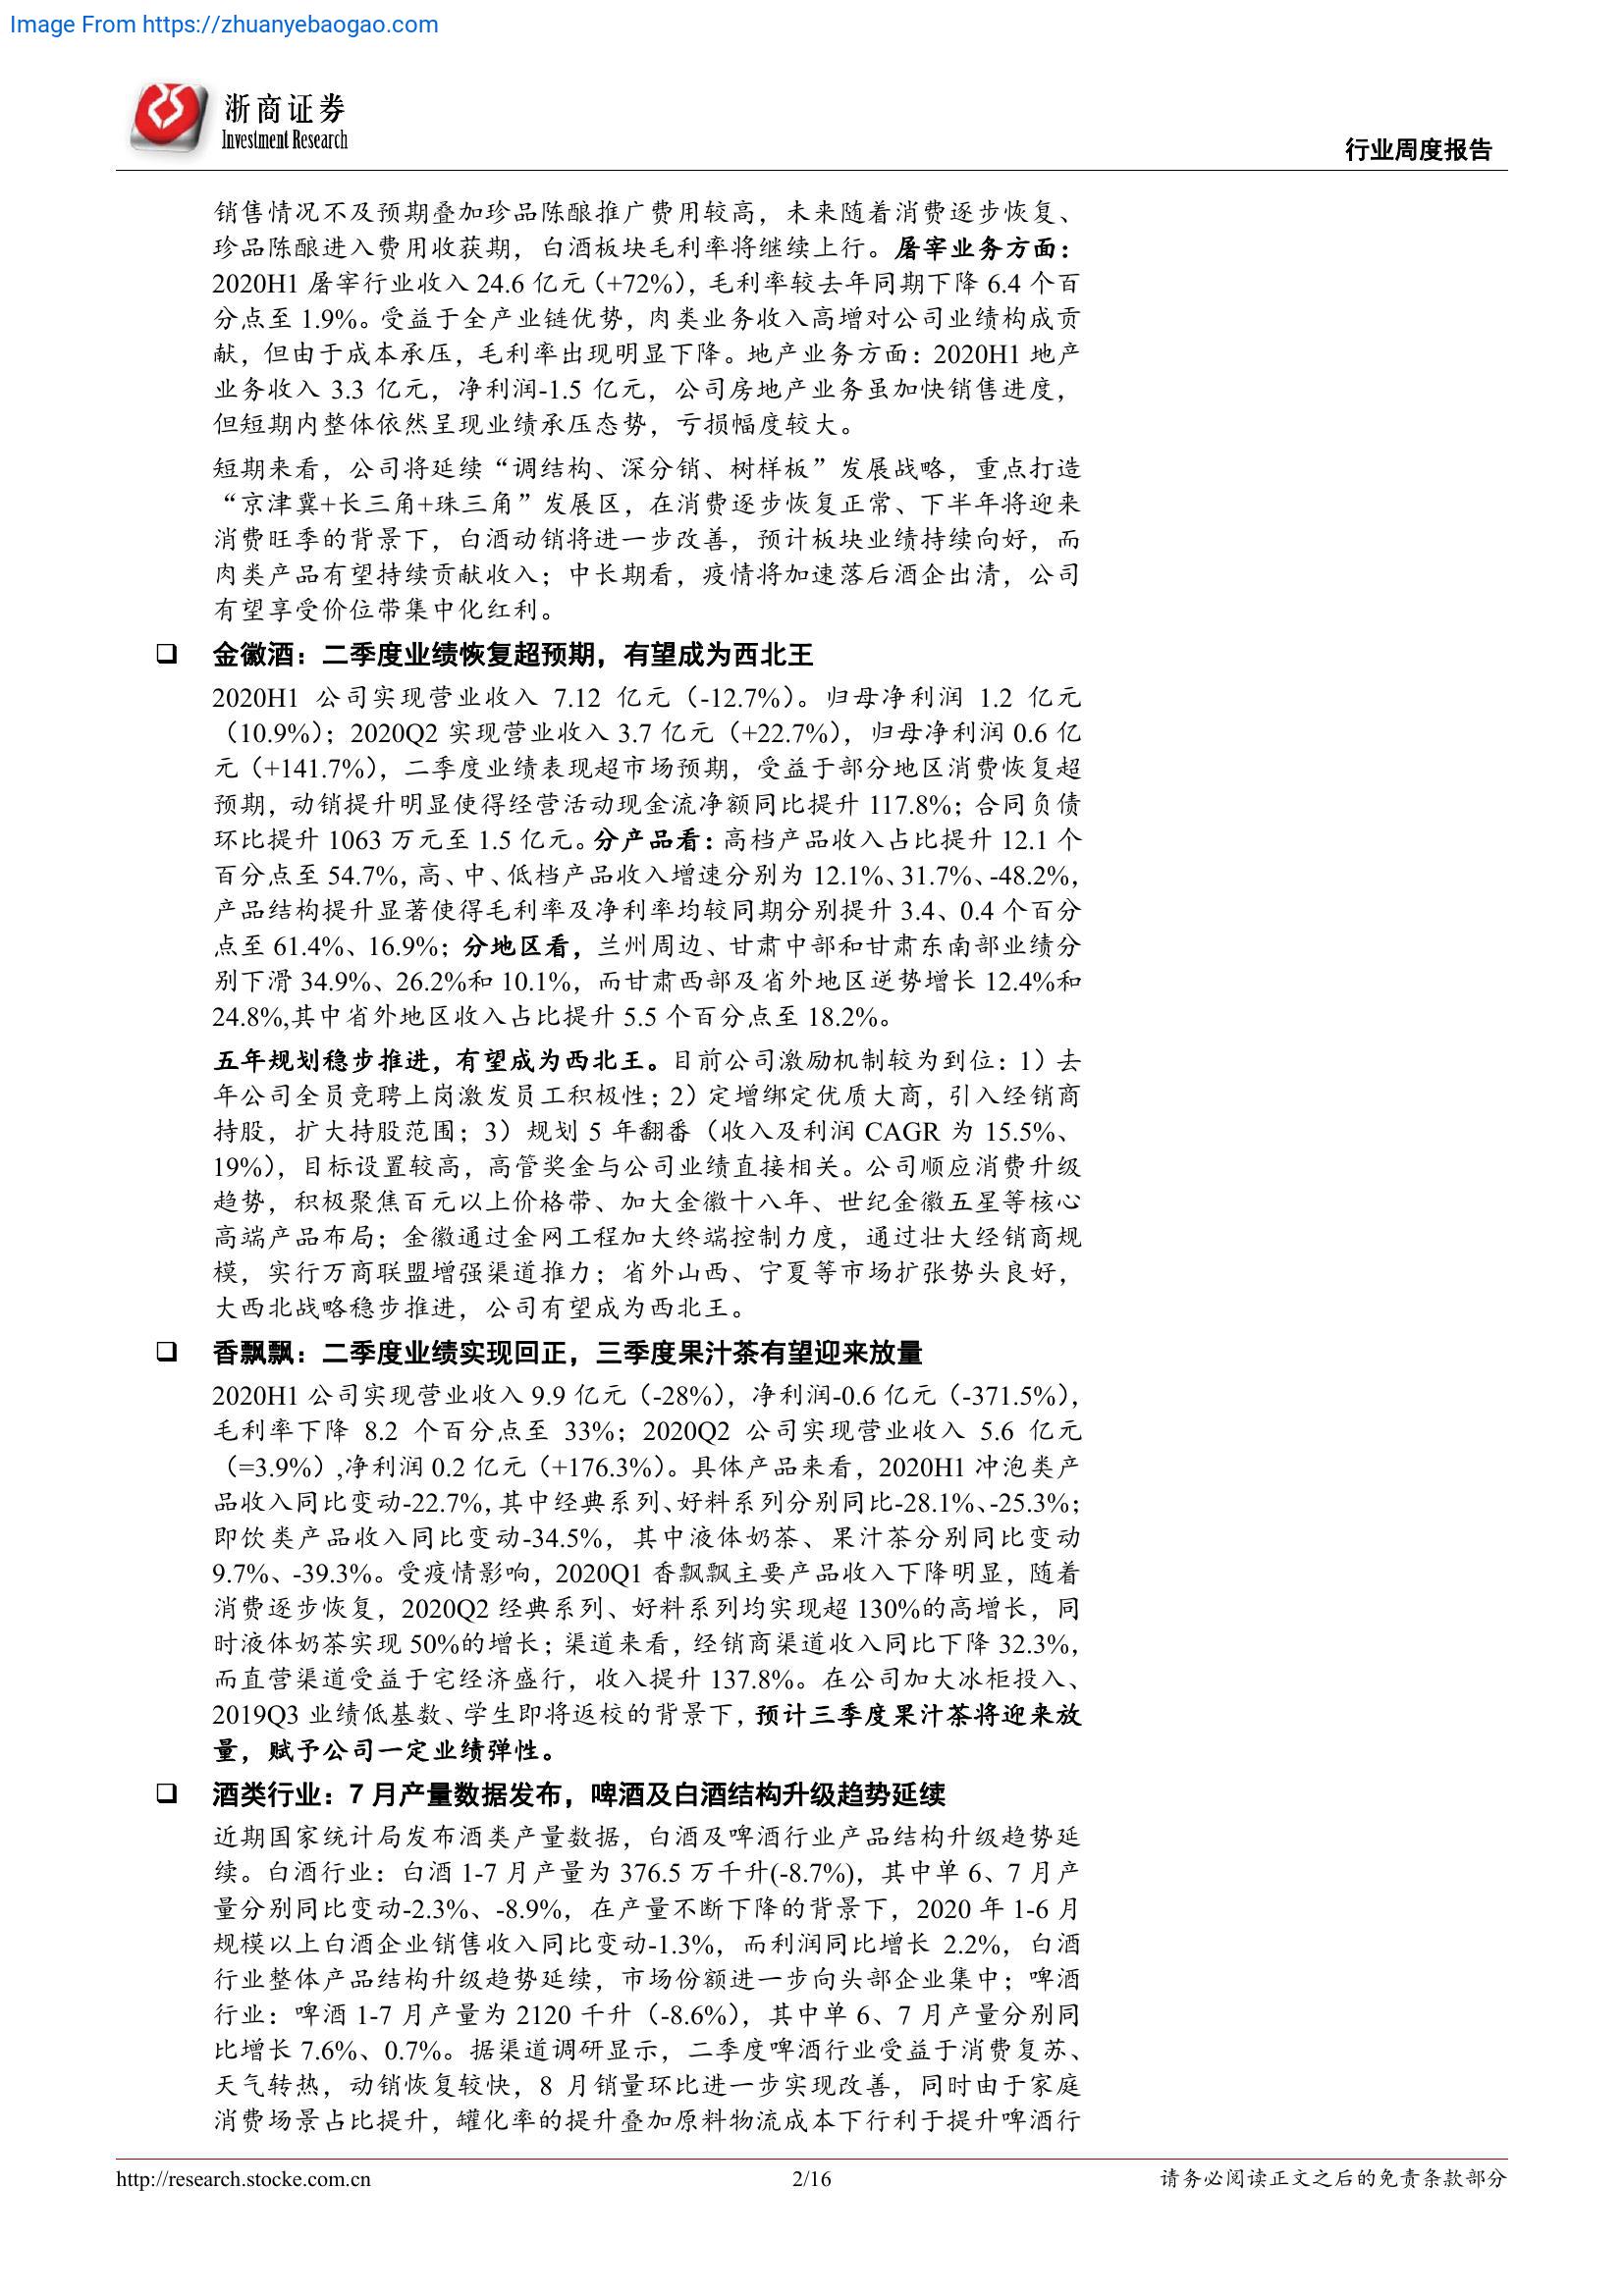 Image From https://zhuanyebaogao.com
浙商证券
Investment Research
行业周度报告
销售情况不及预期叠加珍品陈酿推广费用较高，未来随着消费逐步恢复、
珍品陈酿进入费用收获期，白酒板块毛利率将继续上行。屠宰业务方面：
2020H1 屠宰行业收入 24.6 亿元（+72%），毛利率较去年同期下降 6.4 个百
分点至 1.9%。受益于全产业链优势，肉类业务收入高增对公司业绩构成贡
献，但由于成本承压，毛利率出现明显下降。地产业务方面：2020H1 地产
业务收入 3.3 亿元，净利润-1.5 亿元，公司房地产业务虽加快销售进度，
但短期内整体依然呈现业绩承压态势，亏损幅度较大。
短期来看，公司将延续“调结构、深分销、树样板”发展战略，重点打造
“京津冀+长三角+珠三角”发展区，在消费逐步恢复正常、下半年将迎来
消费旺季的背景下，白酒动销将进一步改善，预计板块业绩持续向好，而
肉类产品有望持续贡献收入；中长期看，疫情将加速落后酒企出清，公司
有望享受价位带集中化红利。
❑ 金徽酒：二季度业绩恢复超预期，有望成为西北王
2020H1 公司实现营业收入 7.12 亿元（-12.7%）。归母净利润 1.2 亿元
（10.9%）；2020Q2 实现营业收入 3.7 亿元（+22.7%），归母净利润 0.6 亿
元（+141.7%），二季度业绩表现超市场预期，受益于部分地区消费恢复超
预期，动销提升明显使得经营活动现金流净额同比提升 117.8%；合同负债
环比提升 1063 万元至 1.5 亿元。分产品看：高档产品收入占比提升 12.1 个
百分点至 54.7%，高、中、低档产品收入增速分别为 12.1%、31.7%、-48.2%，
产品结构提升显著使得毛利率及净利率均较同期分别提升 3.4、0.4 个百分
点至 61.4%、16.9%；分地区看，兰州周边、甘肃中部和甘肃东南部业绩分
别下滑 34.9%、26.2%和 10.1%，而甘肃西部及省外地区逆势增长 12.4%和
24.8%,其中省外地区收入占比提升 5.5 个百分点至 18.2%。
五年规划稳步推进，有望成为西北王。目前公司激励机制较为到位：1）去
年公司全员竞聘上岗激发员工积极性；2）定增绑定优质大商，引入经销商
持股，扩大持股范围；3）规划 5 年翻番（收入及利润 CAGR 为 15.5%、
19%），目标设置较高，高管奖金与公司业绩直接相关。公司顺应消费升级
趋势，积极聚焦百元以上价格带、加大金徽十八年、世纪金徽五星等核心
高端产品布局；金徽通过金网工程加大终端控制力度，通过壮大经销商规
模，实行万商联盟增强渠道推力；省外山西、宁夏等市场扩张势头良好，
大西北战略稳步推进，公司有望成为西北王。
❑ 香飘飘：二季度业绩实现回正，三季度果汁茶有望迎来放量
2020H1 公司实现营业收入 9.9 亿元（-28%），净利润-0.6 亿元（-371.5%），
毛利率下降 8.2 个百分点至 33%；2020Q2 公司实现营业收入 5.6 亿元
（=3.9%）,净利润 0.2 亿元（+176.3%）。具体产品来看，2020H1 冲泡类产
品收入同比变动-22.7%，其中经典系列、好料系列分别同比-28.1%、-25.3%；
即饮类产品收入同比变动-34.5%，其中液体奶茶、果汁茶分别同比变动
9.7%、-39.3%。受疫情影响，2020Q1 香飘飘主要产品收入下降明显，随着
消费逐步恢复，2020Q2 经典系列、好料系列均实现超 130%的高增长，同
时液体奶茶实现 50%的增长；渠道来看，经销商渠道收入同比下降 32.3%，
而直营渠道受益于宅经济盛行，收入提升 137.8%。在公司加大冰柜投入、
2019Q3 业绩低基数、学生即将返校的背景下，预计三季度果汁茶将迎来放
量，赋予公司一定业绩弹性。
❑ 酒类行业：7 月产量数据发布，啤酒及白酒结构升级趋势延续
近期国家统计局发布酒类产量数据，白酒及啤酒行业产品结构升级趋势延
续。白酒行业：白酒 1-7 月产量为 376.5 万千升(-8.7%)，其中单 6、7 月产
量分别同比变动-2.3%、-8.9%，在产量不断下降的背景下，2020 年 1-6 月
规模以上白酒企业销售收入同比变动-1.3%，而利润同比增长 2.2%，白酒
行业整体产品结构升级趋势延续，市场份额进一步向头部企业集中；啤酒
行业：啤酒 1-7 月产量为 2120 千升（-8.6%），其中单 6、7 月产量分别同
比增长 7.6%、0.7%。据渠道调研显示，二季度啤酒行业受益于消费复苏、
天气转热，动销恢复较快，8 月销量环比进一步实现改善，同时由于家庭
消费场景占比提升，罐化率的提升叠加原料物流成本下行利于提升啤酒行
http://research.stocke.com.cn
2/16
请务必阅读正文之后的免责条款部分